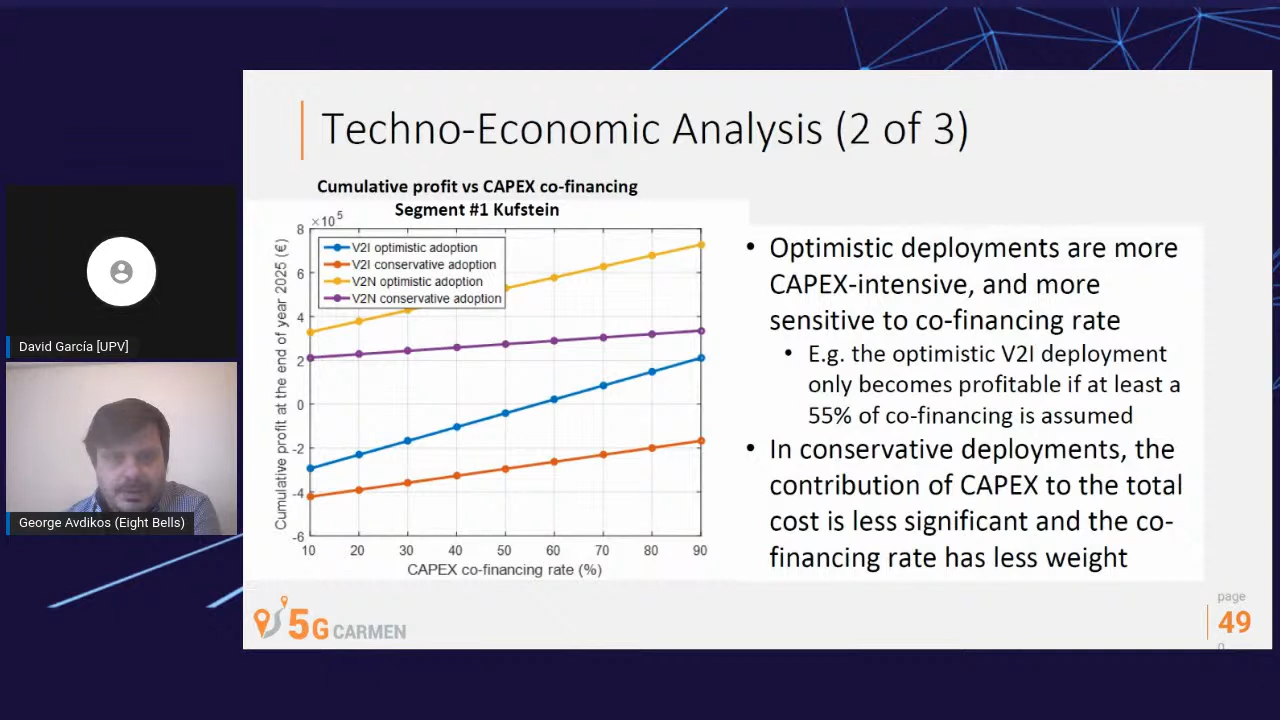 Techno-Economic Analysis (2 of 3)
Cumulative profit vs CAPEX co-financing
Segment #1 Kufstein
×10^5
8
6
4
2
0
-2
-4
-6
Cumulative profit at the end of year 2025 (€)
V2I optimistic adoption
V2I conservative adoption
V2N optimistic adoption
V2N conservative adoption
10 20 30 40 50 60 70 80 90
CAPEX co-financing rate (%)
• Optimistic deployments are more
CAPEX-intensive, and more
sensitive to co-financing rate
• E.g. the optimistic V2I deployment
only becomes profitable if at least a
55% of co-financing is assumed
• In conservative deployments, the
contribution of CAPEX to the total
cost is less significant and the co-
financing rate has less weight
David García [UPV]
George Avdikos (Eight Bells)
5G CARMEN
page
49